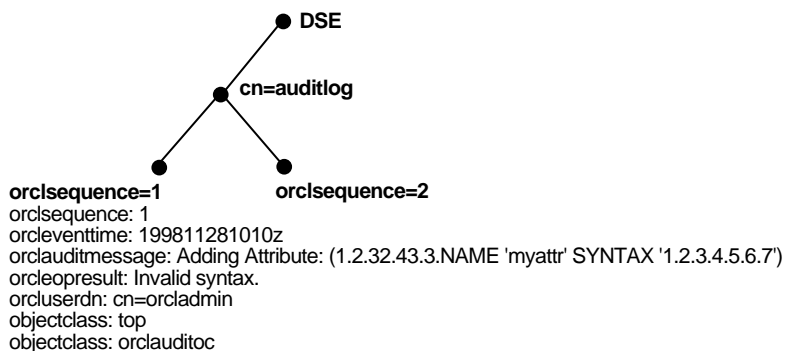 DSE
cn=auditlog
orclsequence=1
orclsequence=2
orclsequence: 1
orcleventtime: 199811281010z
orclauditmessage: Adding Attribute: (1.2.32.43.3.NAME 'myattr' SYNTAX '1.2.3.4.5.6.7')
orcleopresult: Invalid syntax.
orcluserdn: cn=orcladmin
objectclass: top
objectclass: orclauditoc